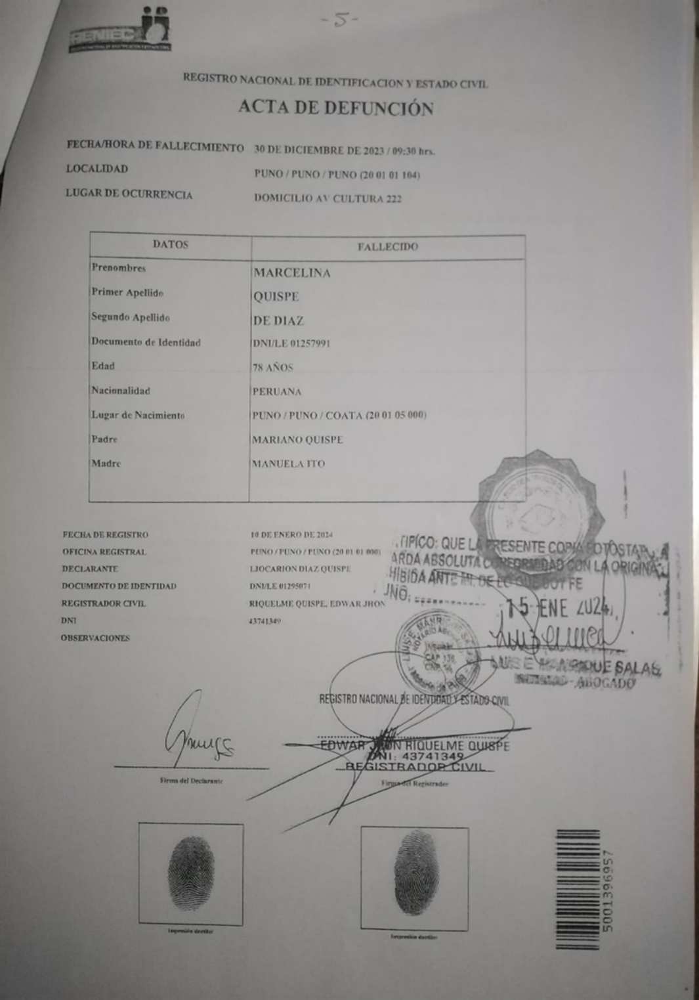 -5-
RENIEC
REGISTRO NACIONAL DE IDENTIFICACION Y ESTADO CIVIL
ACTA DE DEFUNCIÓN
FECHA/HORA DE FALLECIMIENTO 30 DE DICIEMBRE DE 2023 / 09:30 hrs.
LOCALIDAD PUNO / PUNO / PUNO (20 01 01 104)
LUGAR DE OCURRENCIA DOMICILIO AV CULTURA 222
DATOS FALLECIDO
Prenombres MARCELINA
Primer Apellido QUISPE
Segundo Apellido DE DIAZ
Documento de Identidad DNI/LE 01257991
Edad 78 AÑOS
Nacionalidad PERUANA
Lugar de Nacimiento PUNO / PUNO / COATA (20 01 05 000)
Padre MARIANO QUISPE
Madre MANUELA ITO
FECHA DE REGISTRO 10 DE ENERO DE 2024
OFICINA REGISTRAL PUNO / PUNO / PUNO (20 01 01 000)
DECLARANTE LIOCARION DIAZ QUISPE
DOCUMENTO DE IDENTIDAD DNI/LE 01295071
REGISTRADOR CIVIL RIQUELME QUISPE, EDWAR JHON
DNI 43741349
OBSERVACIONES
.TIPICO: QUE LA PRESENTE COPIA FOTOSTAT
ARDA ABSOLUTA CONFORMIDAD CON LA ORIGINA
HIBIDA ANTE MI, DE LO QUE DOY FE
JNO,
15 ENE 2024
LUIS E. MANRIQUE SALAS
- ABOGADO
LUIS E. MANRIQUE
NOTARIO ABOGADO
CAP 136
REGISTRO NACIONAL DE IDENTIDAD Y ESTADO CIVIL
EDWAR JHON RIQUELME QUISPE
DNI: 43741349
REGISTRADOR CIVIL
Firma del Declarante
Firma del Registrador
Impresión dactilar
Impresión dactilar
5001396957